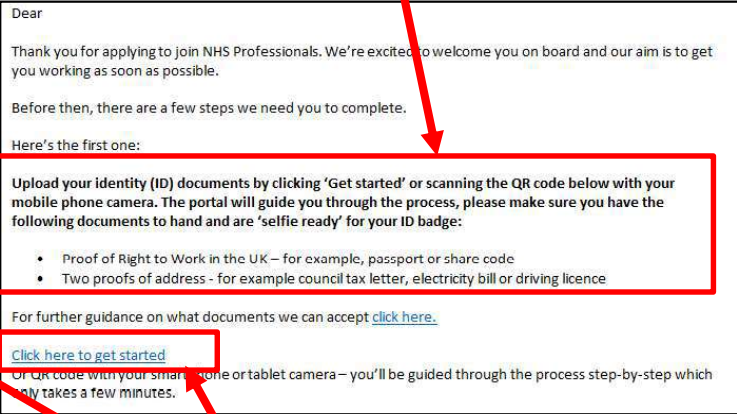 Dear
Thank you for applying to join NHS Professionals. We're excited to welcome you on board and our aim is to get
you working as soon as possible.
Before then, there are a few steps we need you to complete.
Here's the first one:
Upload your identity (ID) documents by clicking 'Get started' or scanning the QR code below with your
mobile phone camera. The portal will guide you through the process, please make sure you have the
following documents to hand and are 'selfie ready' for your ID badge:
• Proof of Right to Work in the UK – for example, passport or share code
• Two proofs of address - for example council tax letter, electricity bill or driving licence
For further guidance on what documents we can accept click here.
Click here to get started
Or QR code with your smartphone or tablet camera – you'll be guided through the process step-by-step which
only takes a few minutes.